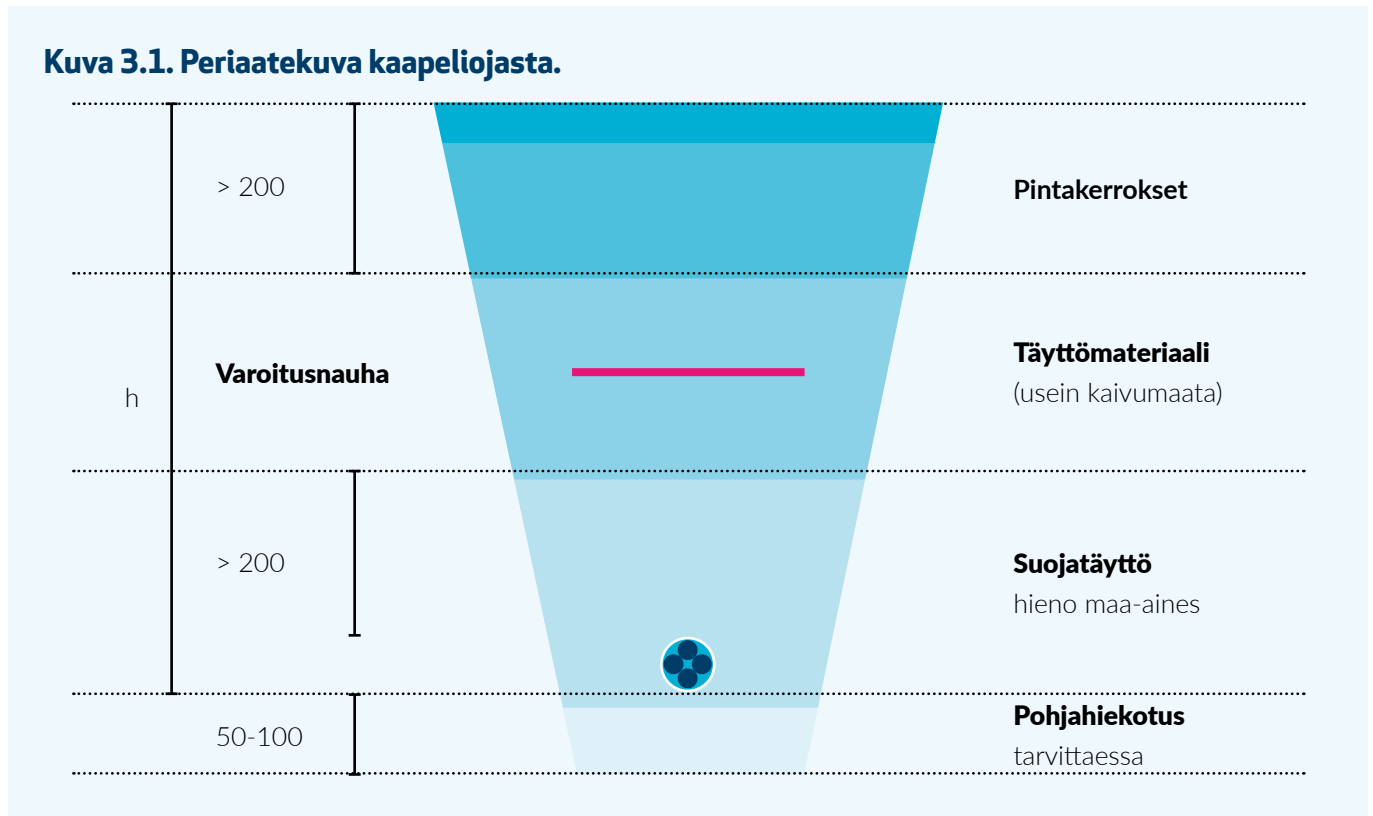 Kuva 3.1. Periaatekuva kaapeliojasta.
> 200
Pintakerrokset
Varoitusnauha
Täyttömateriaali
(usein kaivumaata)
h
> 200
Suojatäyttö
hieno maa-aines
50-100
Pohjahiekotus
tarvittaessa